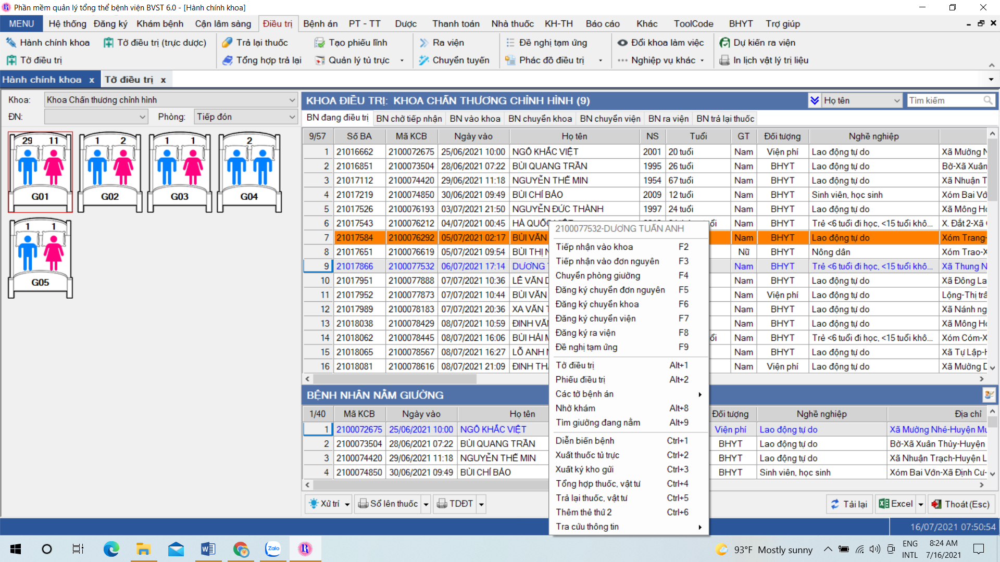 Phần mềm quản lý tổng thể bệnh viện BVST 6.0 - [Hành chính khoa]
MENU Hệ thống Đăng ký Khám bệnh Cận lâm sàng Điều trị Bệnh án PT - TT Dược Thanh toán Nhà thuốc KH-TH Báo cáo Khác ToolCode BHYT Trợ giúp
Hành chính khoa Tờ điều trị (trực dược) Trả lại thuốc Tạo phiếu lĩnh Ra viện Đề nghị tạm ứng Đổi khoa làm việc Dự kiến ra viện
Tờ điều trị Tổng hợp trả lại Quản lý tủ trực Chuyển tuyến Phác đồ điều trị Nghiệp vụ khác In lịch vật lý trị liệu
Hành chính khoa x Tờ điều trị x
Khoa: Khoa Chấn thương chỉnh hình
ĐN: Phòng: Tiếp đón
29 11 G01
1 2 G02
1 1 G03
2 G04
1 1 G05
KHOA ĐIỀU TRỊ: KHOA CHẤN THƯƠNG CHỈNH HÌNH (9) Họ tên Tìm kiếm
BN đang điều trị BN chờ tiếp nhận BN vào khoa BN chuyển khoa BN chuyển viện BN ra viện BN trả lại thuốc
9/57 Số BA Mã KCB Ngày vào Họ tên NS Tuổi GT Đối tượng Nghề nghiệp
1 21016662 2100072675 25/06/2021 10:00 NGÔ KHẮC VIỆT 2001 20 tuổi Nam Viện phí Lao động tự do Xã Mường N
2 21016851 2100073504 28/06/2021 07:22 BÙI QUANG TRẦN 1995 26 tuổi Nam BHYT Lao động tự do Bờ-Xã Xuân
3 21017112 2100074420 29/06/2021 11:18 NGUYỄN THẾ MIN 1954 67 tuổi Nam BHYT Lao động tự do Xã Nhuận T
4 21017219 2100074850 30/06/2021 09:49 BÙI CHÍ BẢO 2009 12 tuổi Nam BHYT Sinh viên, học sinh Xóm Bai Vớ
5 21017526 2100076193 03/07/2021 21:50 NGUYỄN ĐỨC THÀNH 1997 24 tuổi Nam BHYT Lao động tự do Xã Mông Hó
6 21017543 2100076212 04/07/2021 00:45 HÀ QUỐC Nam BHYT Trẻ <6 tuổi đi học, <15 tuổi khô... X. Đắt 2-Xã
7 21017584 2100076292 05/07/2021 02:17 BÙI VĂN Nam BHYT Lao động tự do Xóm Trang-
8 21017651 2100076619 05/07/2021 09:54 BÙI THỊ N Nữ BHYT Nông dân Xóm Trao-X
9 21017866 2100077532 06/07/2021 17:14 DƯƠNG Nam BHYT Trẻ <6 tuổi đi học, <15 tuổi khô... Xã Thung N
10 21017951 2100077888 07/07/2021 10:36 LÊ VĂN D Nam BHYT Lao động tự do Xã Đông La
11 21017952 2100077873 07/07/2021 10:44 BÙI VĂN Nam Viện phí Lao động tự do Lộng-Thị trấ
12 21017989 2100078183 07/07/2021 20:36 XA VĂN T Nam BHYT Lao động tự do Xã Nánh ng
13 21018038 2100078429 08/07/2021 10:59 ĐINH VĂN Nam BHYT Lao động tự do Xã Mông Hó
14 21018062 2100078445 08/07/2021 16:06 BÙI HẢI M Nam BHYT Trẻ <6 tuổi đi học, <15 tuổi khô... Xóm Cóm-X
15 21018065 2100078567 08/07/2021 16:27 LÕ ANH M Nam BHYT Lao động tự do Xã Tự Lập-H
16 21018081 2100078616 08/07/2021 21:09 ĐINH THA Nam Viện phí Lao động tự do Xã Mường D
2100077532-DƯƠNG TUẤN ANH
Tiếp nhận vào khoa F2
Tiếp nhận vào đơn nguyên F3
Chuyển phòng giường F4
Đăng ký chuyển đơn nguyên F5
Đăng ký chuyển khoa F6
Đăng ký chuyển viện F7
Đăng ký ra viện F8
Đề nghị tạm ứng F9
Tờ điều trị Alt+1
Phiếu điều trị Alt+2
Các tờ bệnh án
Nhờ khám Alt+8
Tìm giường đang nằm Alt+9
Diễn biến bệnh Ctrl+1
Xuất thuốc tủ trực Ctrl+2
Xuất ký kho gửi Ctrl+3
Tổng hợp thuốc, vật tư Ctrl+4
Trả lại thuốc, vật tư Ctrl+5
Thêm thẻ thứ 2 Ctrl+6
Tra cứu thông tin
BỆNH NHÂN NẰM GIƯỜNG
1/40 Mã KCB Ngày vào Họ tên Đối tượng Nghề nghiệp Địa chỉ
1 2100072675 25/06/2021 10:00 NGÔ KHẮC VIỆT Viện phí Lao động tự do Xã Mường Nhé-Huyện Mư
2 2100073504 28/06/2021 07:22 BÙI QUANG TRẦN BHYT Lao động tự do Bờ-Xã Xuân Thủy-Huyện
3 2100074420 29/06/2021 11:18 NGUYỄN THẾ MIN BHYT Lao động tự do Xã Nhuận Trạch-Huyện L
4 2100074850 30/06/2021 09:49 BÙI CHÍ BẢO BHYT Sinh viên, học sinh Xóm Bai Vớn-Xã Định Cư-
Xử trí Sổ lên thuốc TDĐT Tải lại Excel Thoát (Esc)
16/07/2021 07:50:54
Zalo
93°F Mostly sunny
ENG
INTL
8:24 AM
7/16/2021